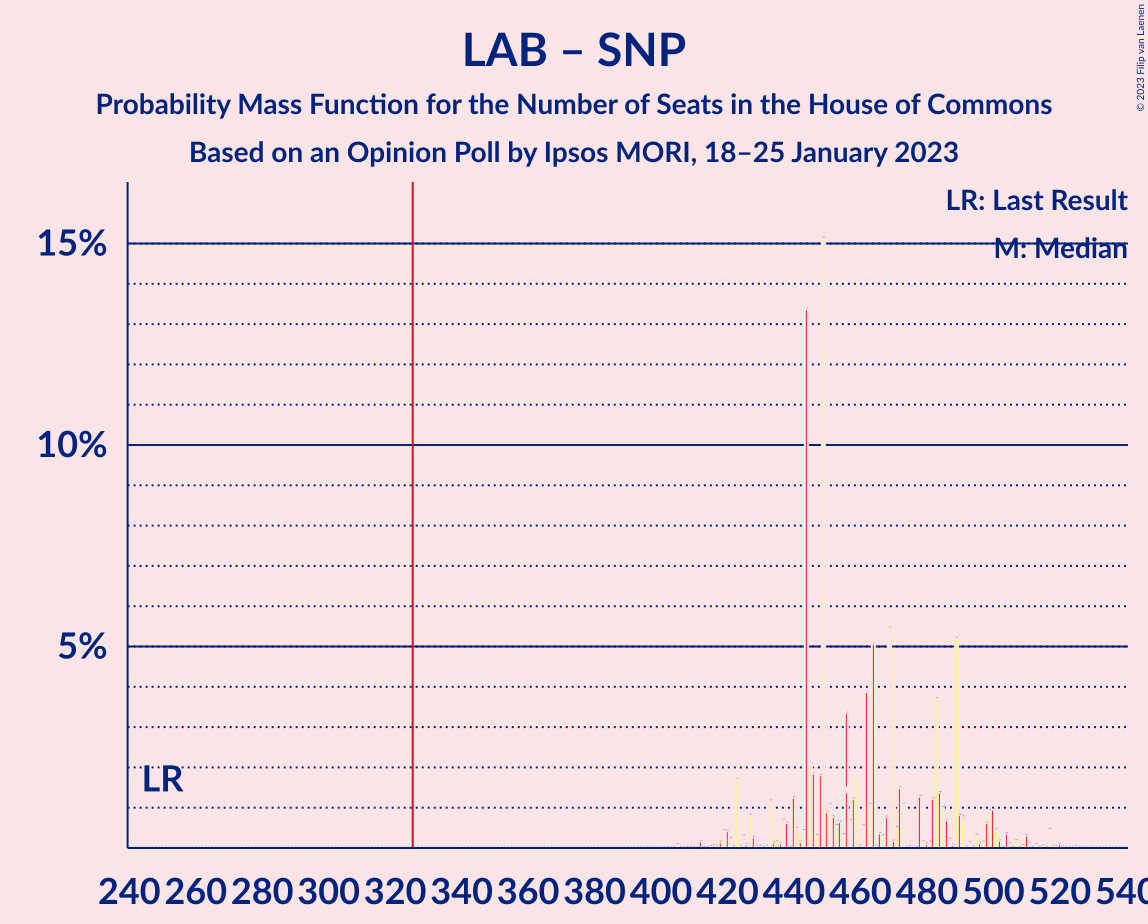 LAB – SNP
Probability Mass Function for the Number of Seats in the House of Commons
Based on an Opinion Poll by Ipsos MORI, 18–25 January 2023
© 2023 Filip van Laenen
LR: Last Result
M: Median
15%
10%
5%
LR
240 260 280 300 320 340 360 380 400 420 440 460 480 500 520 540